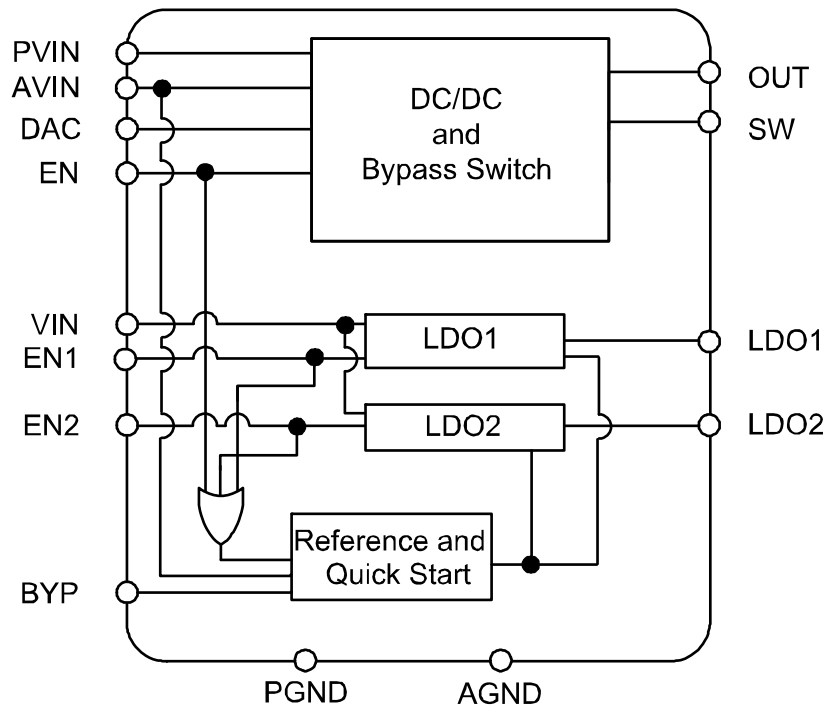 PVIN
AVIN
DAC
EN
DC/DC
and
Bypass Switch
OUT
SW
VIN
EN1
EN2
LDO1
LDO2
LDO1
LDO2
Reference and
Quick Start
BYP
PGND
AGND